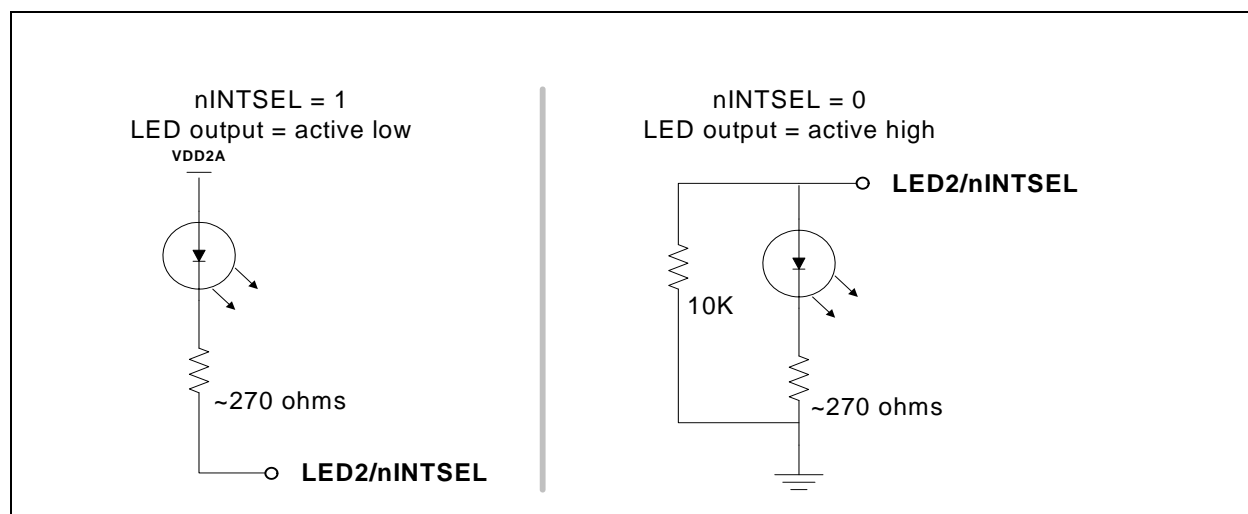 nINTSEL = 1
LED output = active low
VDD2A
~270 ohms
LED2/nINTSEL
nINTSEL = 0
LED output = active high
LED2/nINTSEL
10K
~270 ohms